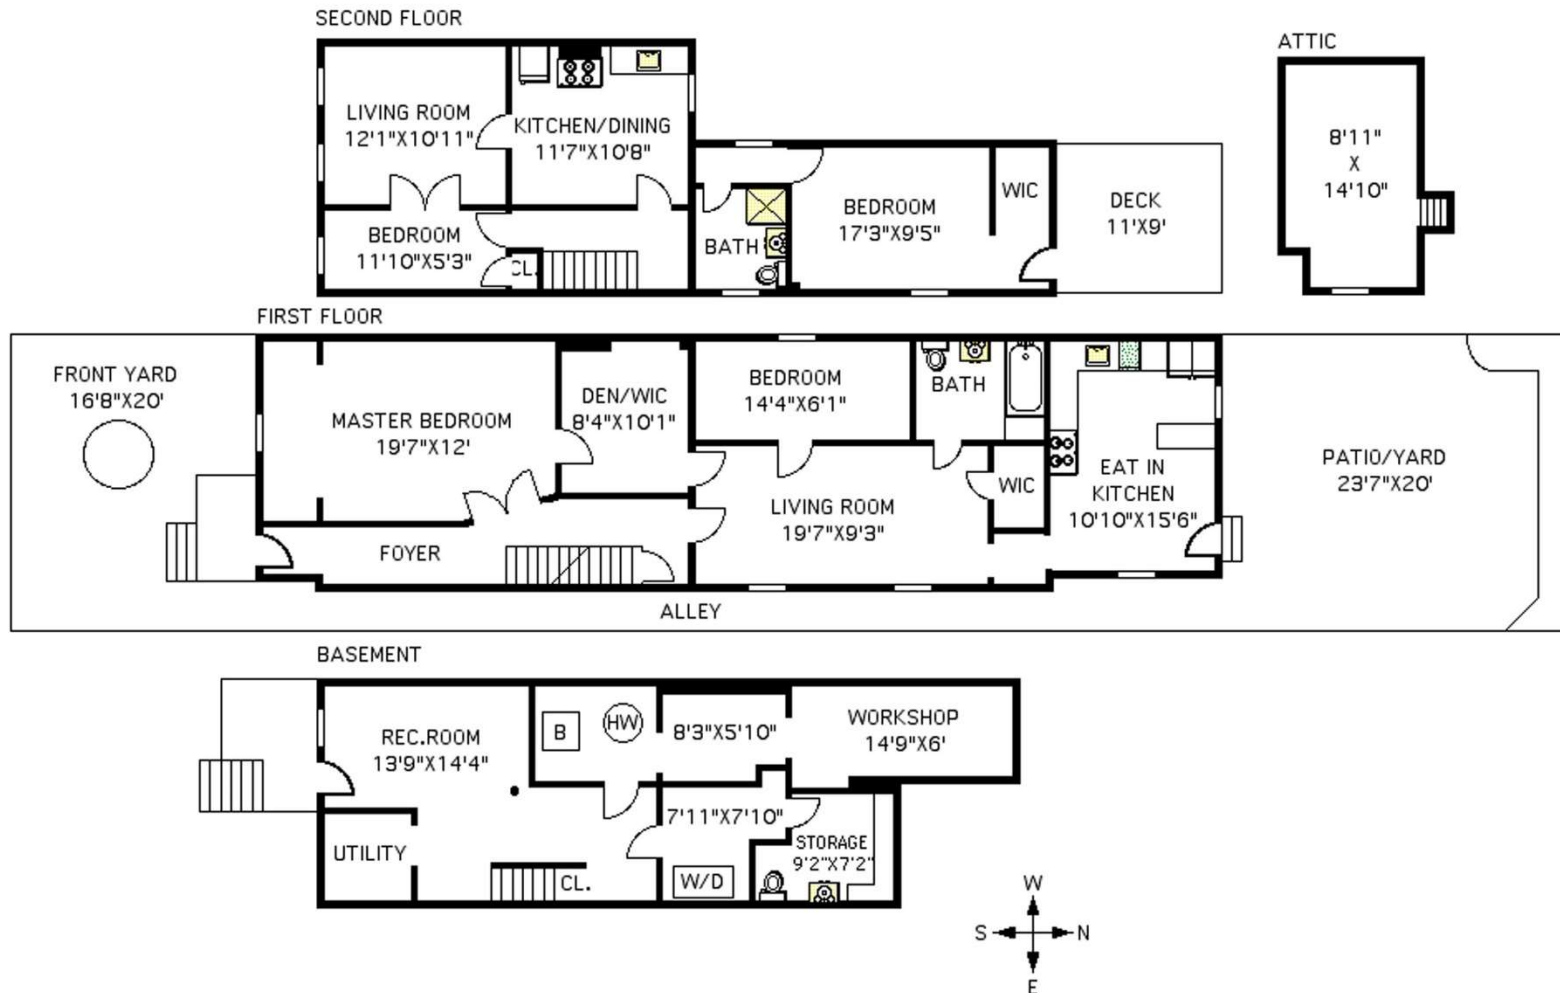 SECOND FLOOR
LIVING ROOM
12'1"X10'11"
KITCHEN/DINING
11'7"X10'8"
BEDROOM
11'10"X5'3"
CL.
BATH
BEDROOM
17'3"X9'5"
WIC
DECK
11'X9'
ATTIC
8'11"
X
14'10"
FIRST FLOOR
FRONT YARD
16'8"X20'
MASTER BEDROOM
19'7"X12'
DEN/WIC
8'4"X10'1"
BEDROOM
14'4"X6'1"
BATH
LIVING ROOM
19'7"X9'3"
WIC
EAT IN
KITCHEN
10'10"X15'6"
PATIO/YARD
23'7"X20'
FOYER
ALLEY
BASEMENT
REC.ROOM
13'9"X14'4"
B
HW
8'3"X5'10"
WORKSHOP
14'9"X6'
7'11"X7'10"
UTILITY
CL.
W/D
STORAGE
9'2"X7'2"
W
S
N
E